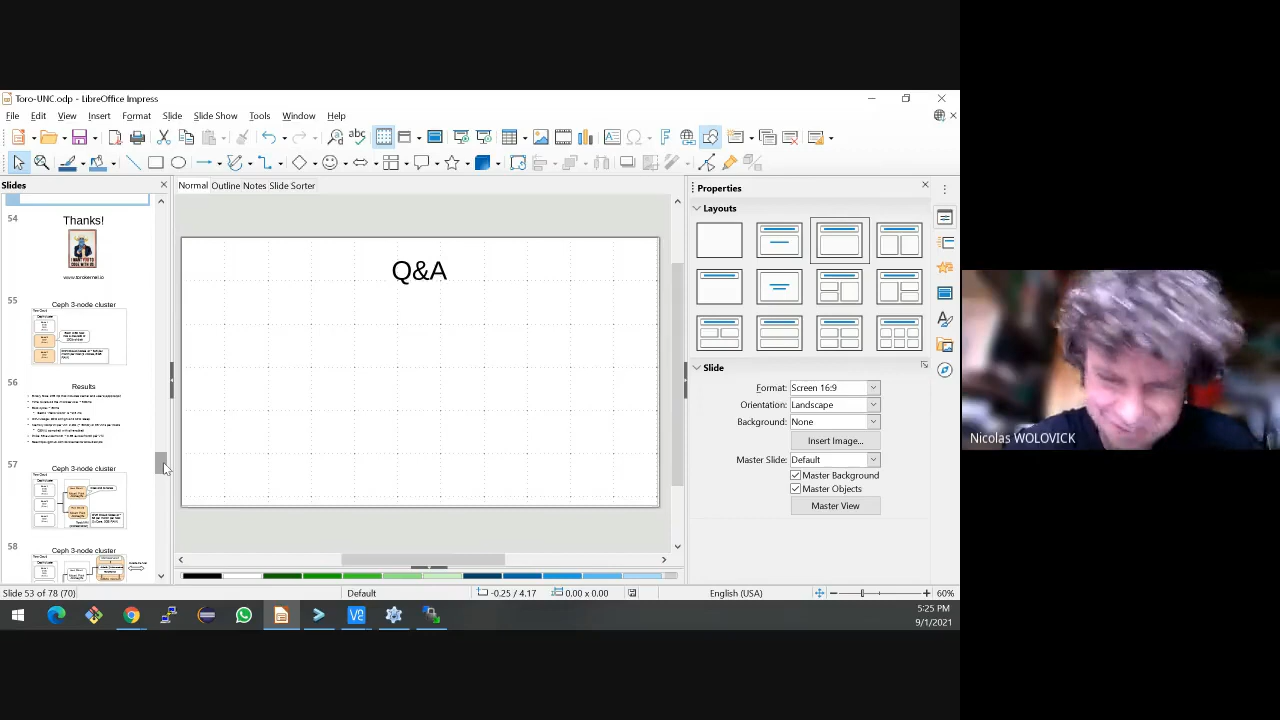 Toro-UNC.odp - LibreOffice Impress
File Edit View Insert Format Slide Slide Show Tools Window Help
Slides
Normal Outline Notes Slide Sorter
Properties
Layouts
54
Thanks!
www.torokernel.io
55
Ceph 3-node cluster
56
Results
57
Ceph 3-node cluster
58
Ceph 3-node cluster
Q&A
Slide
Format: Screen 16:9
Orientation: Landscape
Background: None
Insert Image...
Master Slide: Default
Master Background
Master Objects
Master View
Nicolas WOLOVICK
Slide 53 of 78 (70)
Default
-0.25 / 4.17
0.00 x 0.00
English (USA)
60%
5:25 PM
9/1/2021